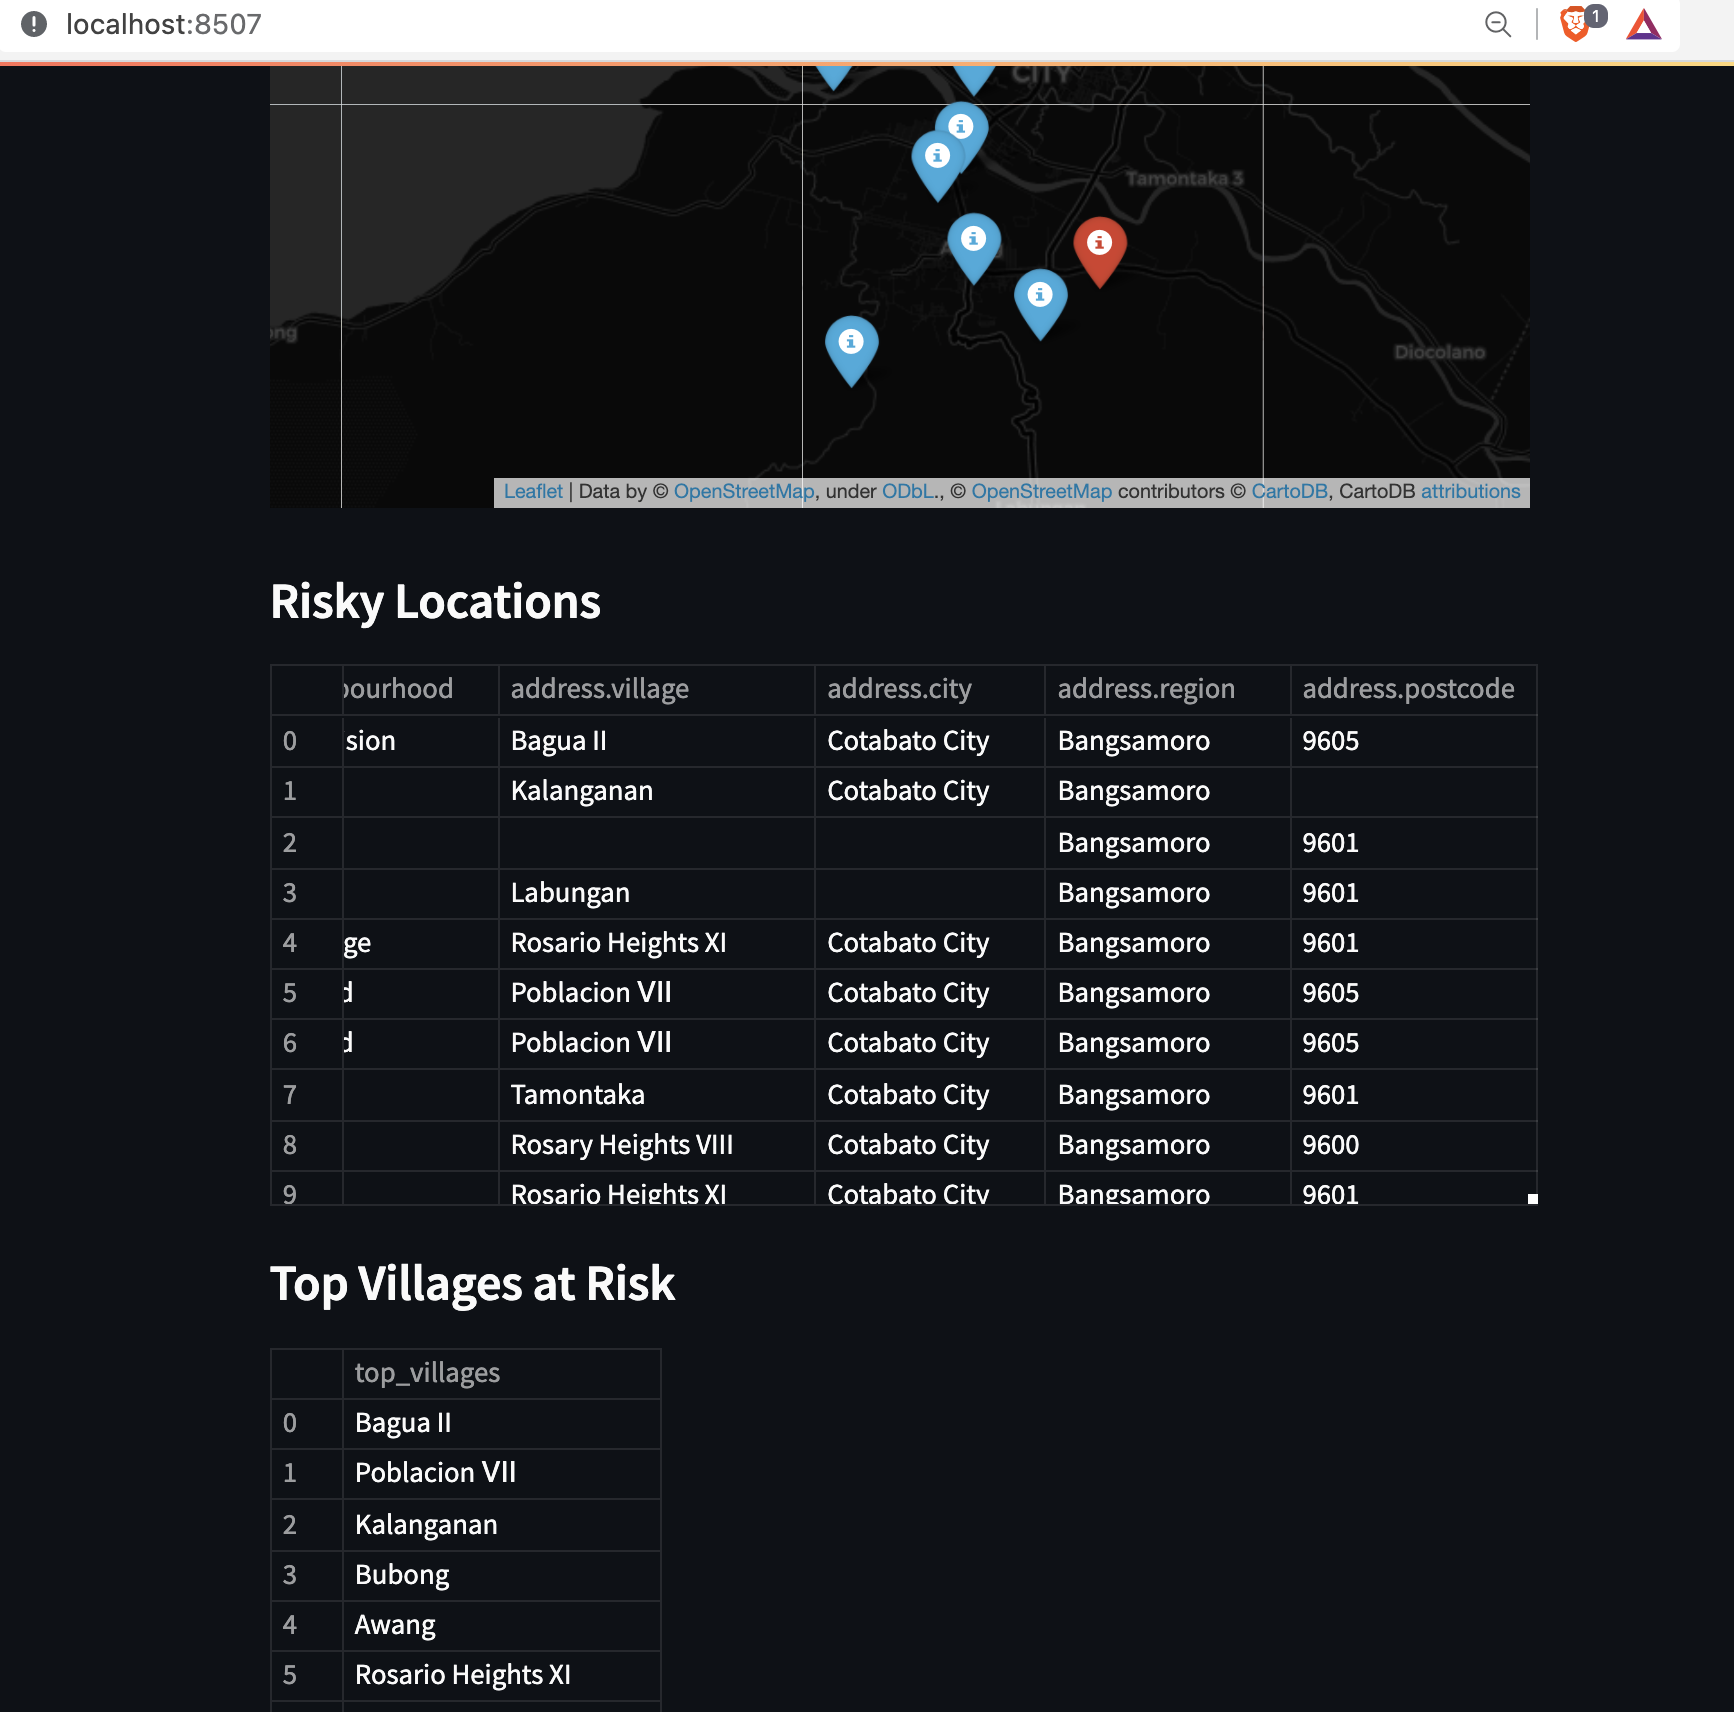 localhost:8507
1
CITY
Tamontaka 3
ong
Diocolano
Leaflet | Data by © OpenStreetMap, under ODbL., © OpenStreetMap contributors © CartoDB, CartoDB attributions
Risky Locations
bourhood address.village address.city address.region address.postcode
0 sion Bagua II Cotabato City Bangsamoro 9605
1 Kalanganan Cotabato City Bangsamoro
2 Bangsamoro 9601
3 Labungan Bangsamoro 9601
4 ge Rosario Heights XI Cotabato City Bangsamoro 9601
5 d Poblacion VII Cotabato City Bangsamoro 9605
6 d Poblacion VII Cotabato City Bangsamoro 9605
7 Tamontaka Cotabato City Bangsamoro 9601
8 Rosary Heights VIII Cotabato City Bangsamoro 9600
9 Rosario Heights XI Cotabato City Bangsamoro 9601
Top Villages at Risk
top_villages
0 Bagua II
1 Poblacion VII
2 Kalanganan
3 Bubong
4 Awang
5 Rosario Heights XI